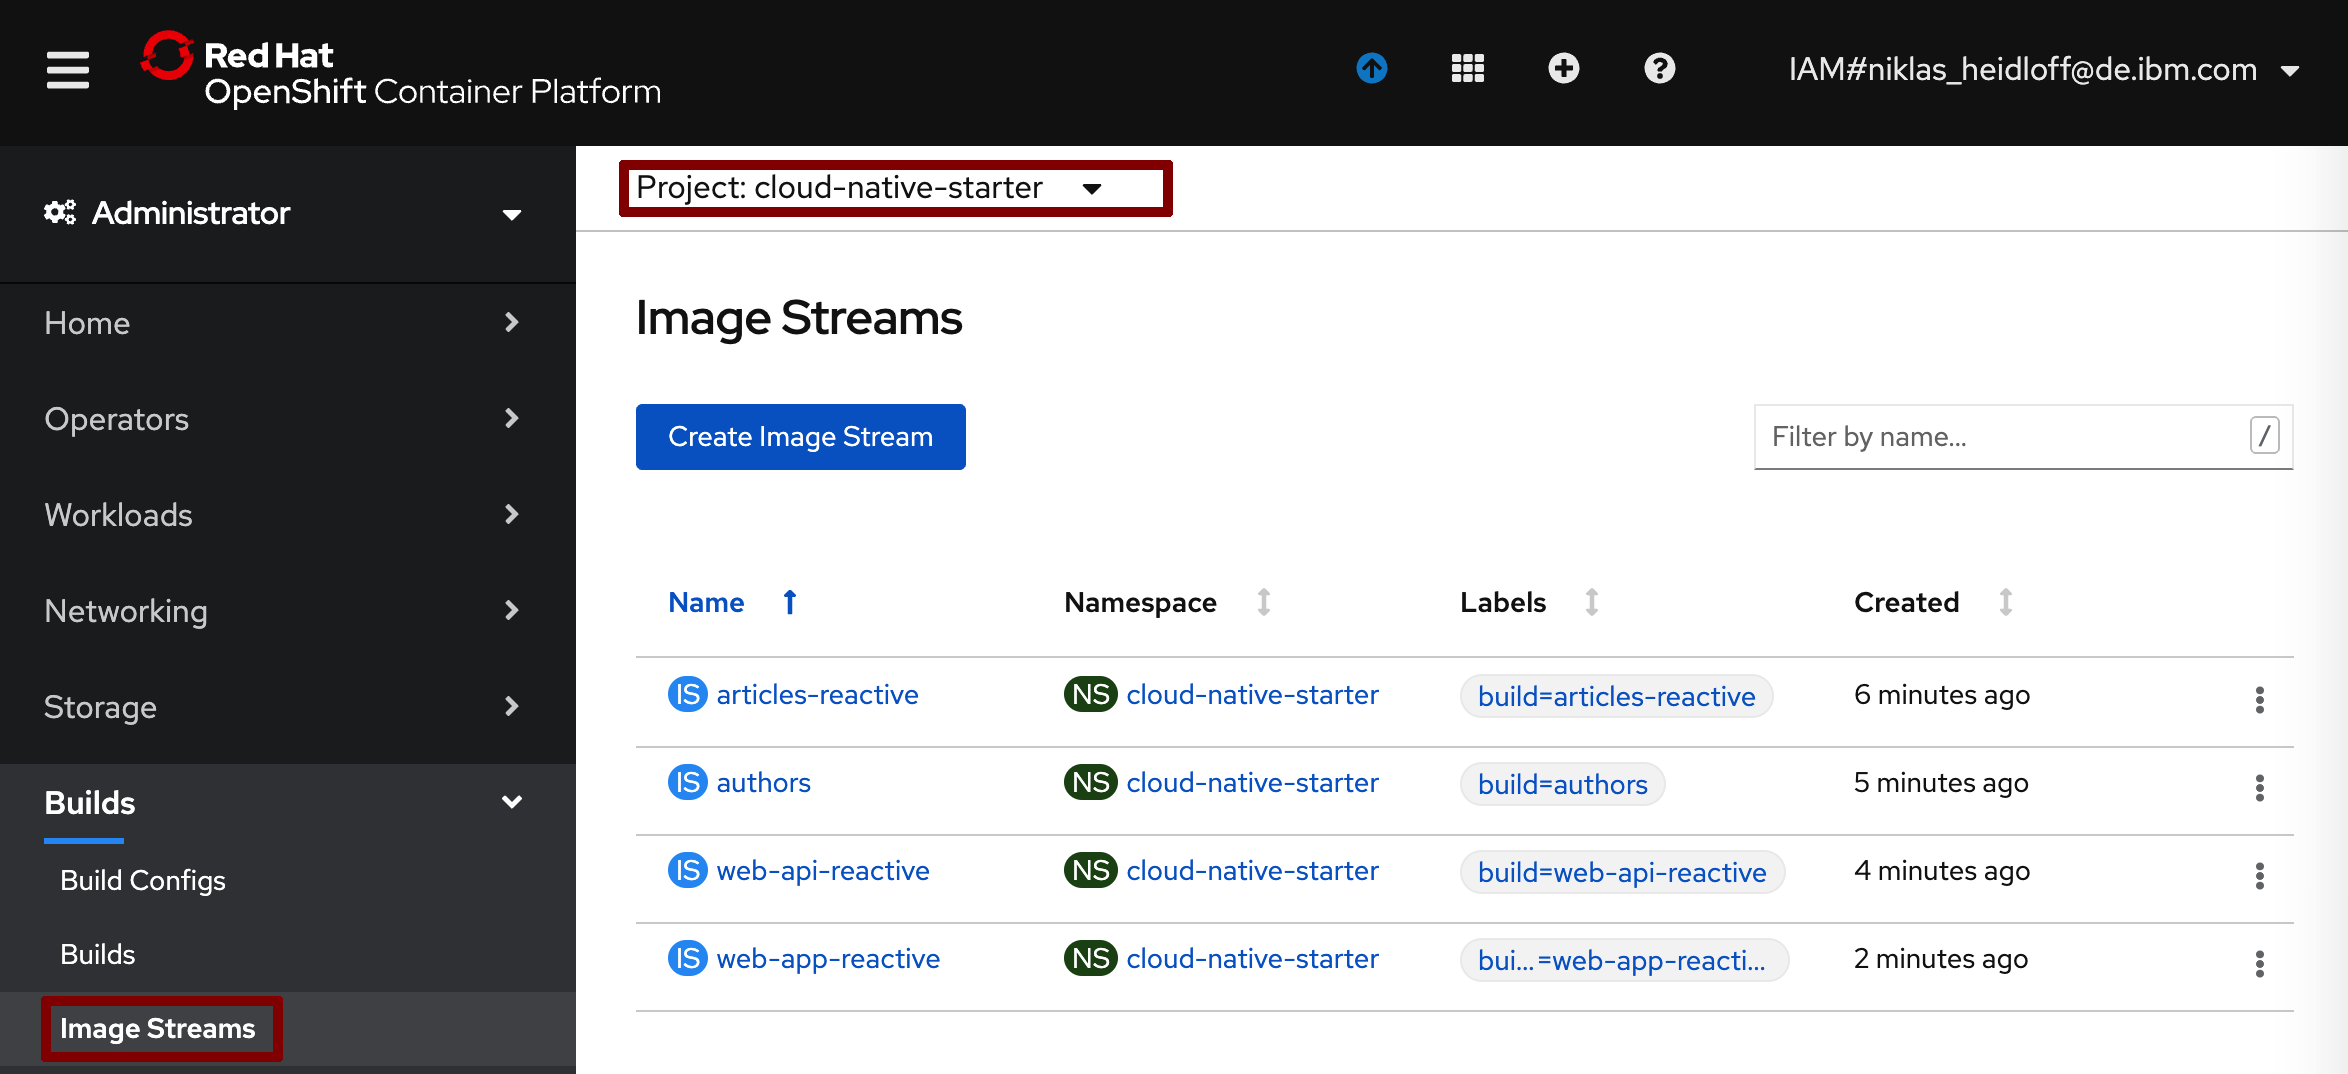 Red Hat
OpenShift Container Platform
IAM#niklas_heidloff@de.ibm.com
Administrator
Home
Operators
Workloads
Networking
Storage
Builds
Build Configs
Builds
Image Streams
Project: cloud-native-starter
Image Streams
Create Image Stream
Filter by name... /
Name Namespace Labels Created
IS articles-reactive NS cloud-native-starter build=articles-reactive 6 minutes ago
IS authors NS cloud-native-starter build=authors 5 minutes ago
IS web-api-reactive NS cloud-native-starter build=web-api-reactive 4 minutes ago
IS web-app-reactive NS cloud-native-starter bui...=web-app-reacti... 2 minutes ago